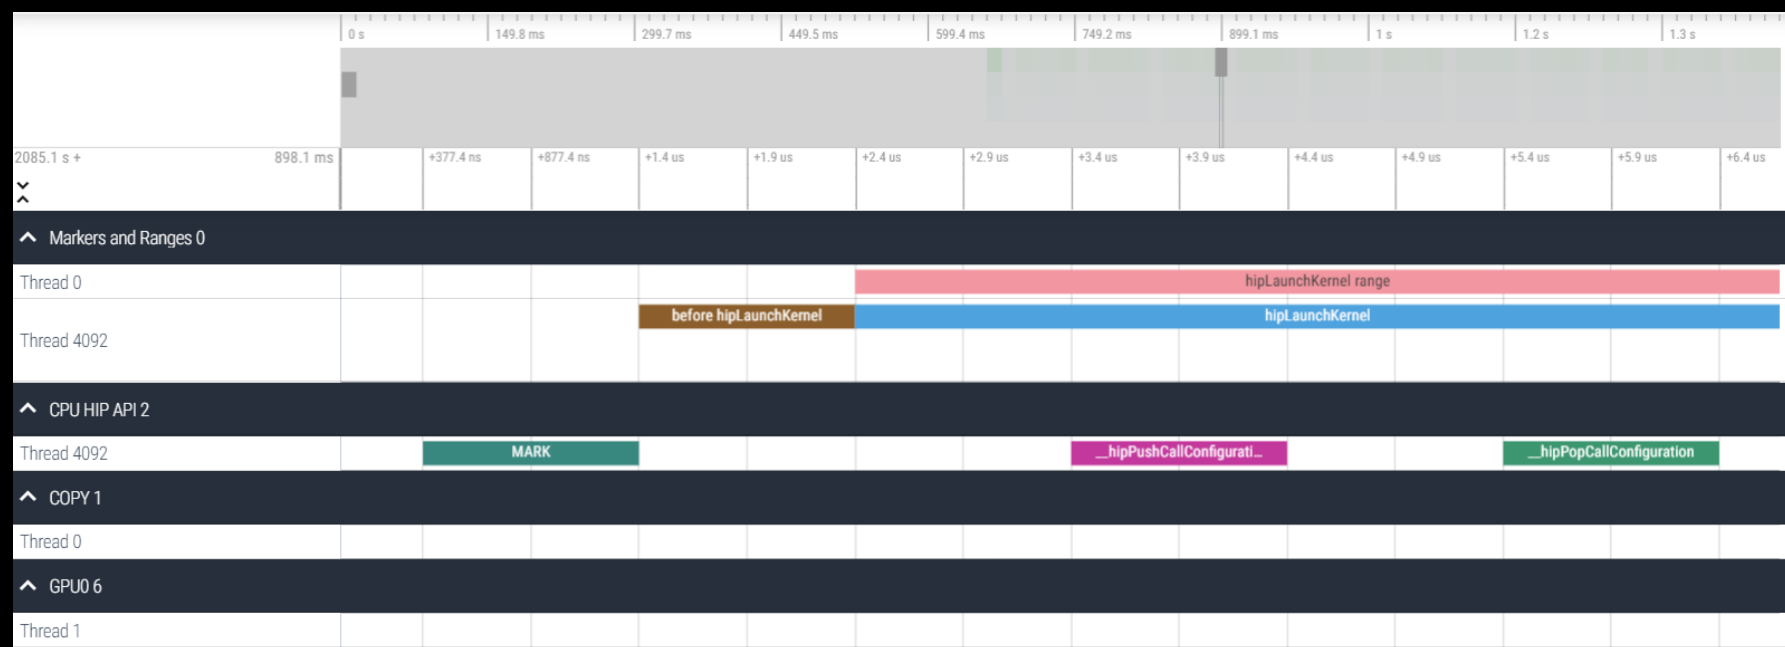 0 s 149.8 ms 299.7 ms 449.5 ms 599.4 ms 749.2 ms 899.1 ms 1 s 1.2 s 1.3 s
2085.1 s + 898.1 ms +377.4 ns +877.4 ns +1.4 us +1.9 us +2.4 us +2.9 us +3.4 us +3.9 us +4.4 us +4.9 us +5.4 us +5.9 us +6.4 us
Markers and Ranges 0
Thread 0 hipLaunchKernel range
before hipLaunchKernel hipLaunchKernel
Thread 4092
CPU HIP API 2
Thread 4092 MARK __hipPushCallConfigurati... __hipPopCallConfiguration
COPY 1
Thread 0
GPU0 6
Thread 1